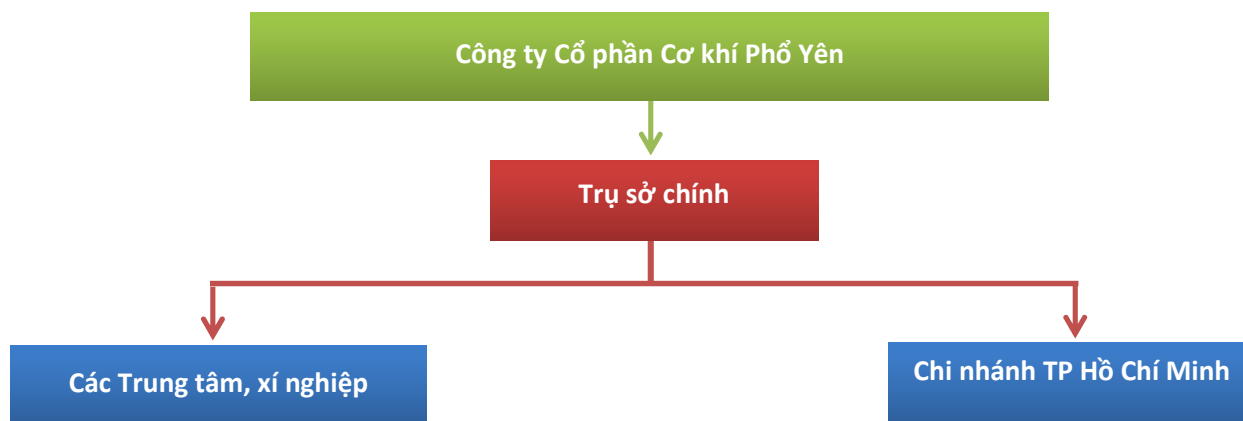 Công ty Cổ phần Cơ khí Phổ Yên
Trụ sở chính
Các Trung tâm, xí nghiệp
Chi nhánh TP Hồ Chí Minh